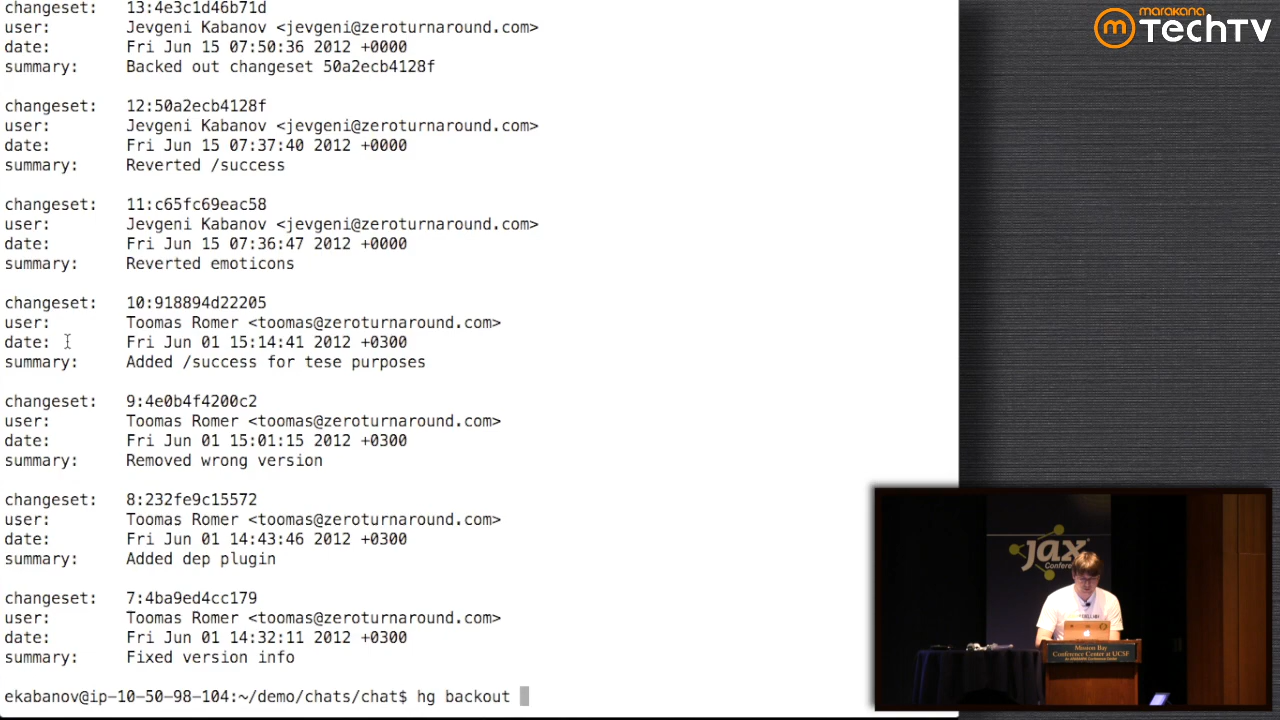 changeset: 13:4e3c1d46b71d
user: Jevgeni Kabanov <jevgeni@zeroturnaround.com>
date: Fri Jun 15 07:50:36 2012 +0000
summary: Backed out changeset 50a2ecb4128f
changeset: 12:50a2ecb4128f
user: Jevgeni Kabanov <jevgeni@zeroturnaround.com>
date: Fri Jun 15 07:37:40 2012 +0000
summary: Reverted /success
changeset: 11:c65fc69eac58
user: Jevgeni Kabanov <jevgeni@zeroturnaround.com>
date: Fri Jun 15 07:36:47 2012 +0000
summary: Reverted emoticons
changeset: 10:918894d22205
user: Toomas Romer <toomas@zeroturnaround.com>
date: Fri Jun 01 15:14:41 2012 +0300
summary: Added /success for tese purposes
changeset: 9:4e0b4f4200c2
user: Toomas Romer <toomas@zeroturnaround.com>
date: Fri Jun 01 15:01:15 2012 +0300
summary: Removed wrong version
changeset: 8:232fe9c15572
user: Toomas Romer <toomas@zeroturnaround.com>
date: Fri Jun 01 14:43:46 2012 +0300
summary: Added dep plugin
changeset: 7:4ba9ed4cc179
user: Toomas Romer <toomas@zeroturnaround.com>
date: Fri Jun 01 14:32:11 2012 +0300
summary: Fixed version info
ekabanov@ip-10-50-98-104:~/demo/chats/chat$ hg backout
marakana
m TechTV
jax
Conference
Mission Bay
Conference Center at UCSF